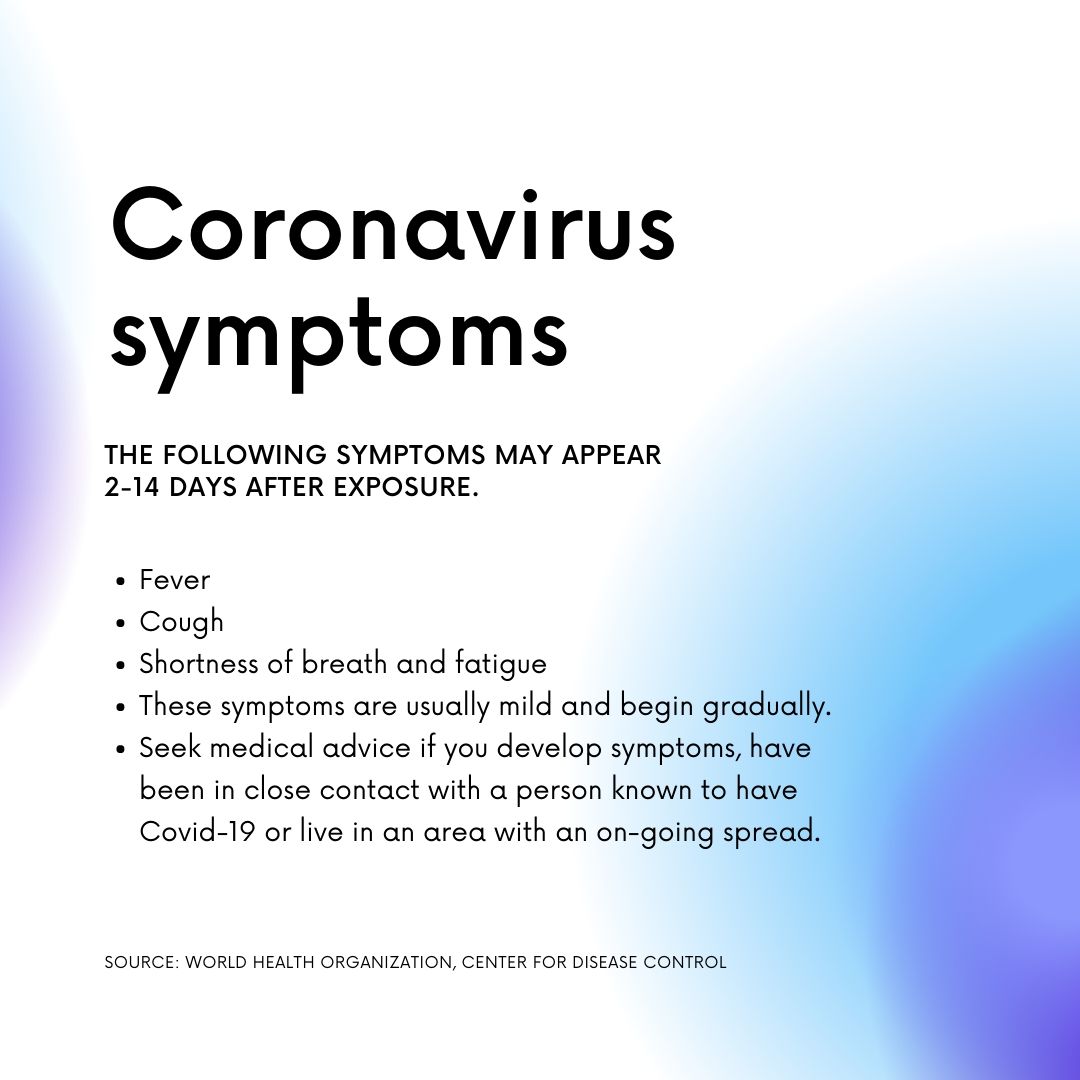 Coronavirus
symptoms
THE FOLLOWING SYMPTOMS MAY APPEAR
2-14 DAYS AFTER EXPOSURE.
• Fever
• Cough
• Shortness of breath and fatigue
• These symptoms are usually mild and begin gradually.
• Seek medical advice if you develop symptoms, have
been in close contact with a person known to have
Covid-19 or live in an area with an on-going spread.
SOURCE: WORLD HEALTH ORGANIZATION, CENTER FOR DISEASE CONTROL